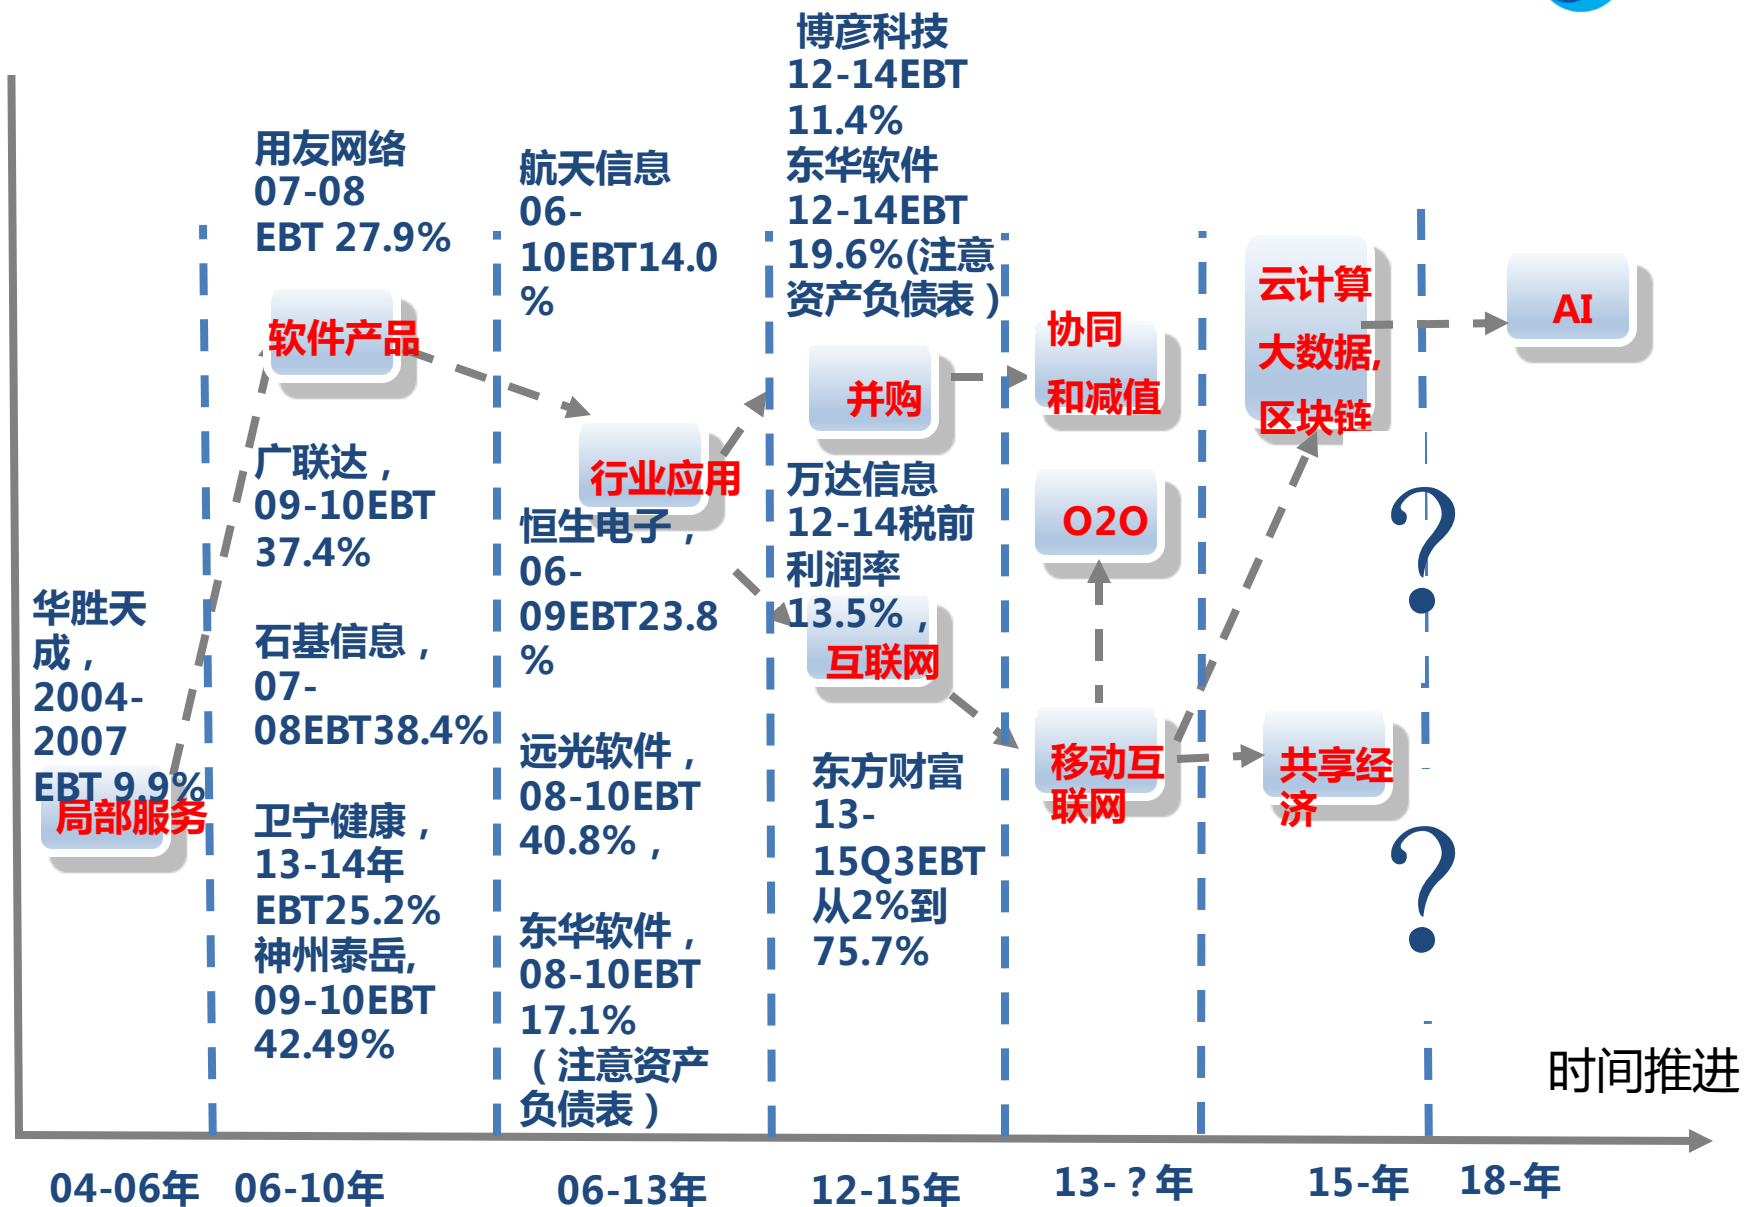 华胜天
成，
2004-
2007
EBT 9.9%
局部服务
用友网络
07-08
EBT 27.9%
软件产品
广联达，
09-10EBT
37.4%
石基信息，
07-
08EBT38.4%
卫宁健康，
13-14年
EBT25.2%
神州泰岳,
09-10EBT
42.49%
航天信息
06-
10EBT14.0
%
行业应用
恒生电子，
06-
09EBT23.8
%
远光软件，
08-10EBT
40.8%，
东华软件，
08-10EBT
17.1%
（注意资产
负债表）
博彦科技
12-14EBT
11.4%
东华软件
12-14EBT
19.6%(注意
资产负债表）
并购
万达信息
12-14税前
利润率
13.5%，
互联网
东方财富
13-
15Q3EBT
从2%到
75.7%
协同
和减值
O2O
移动互
联网
云计算
大数据,
区块链
共享经
济
?
?
AI
时间推进
04-06年
06-10年
06-13年
12-15年
13-？年
15-年
18-年